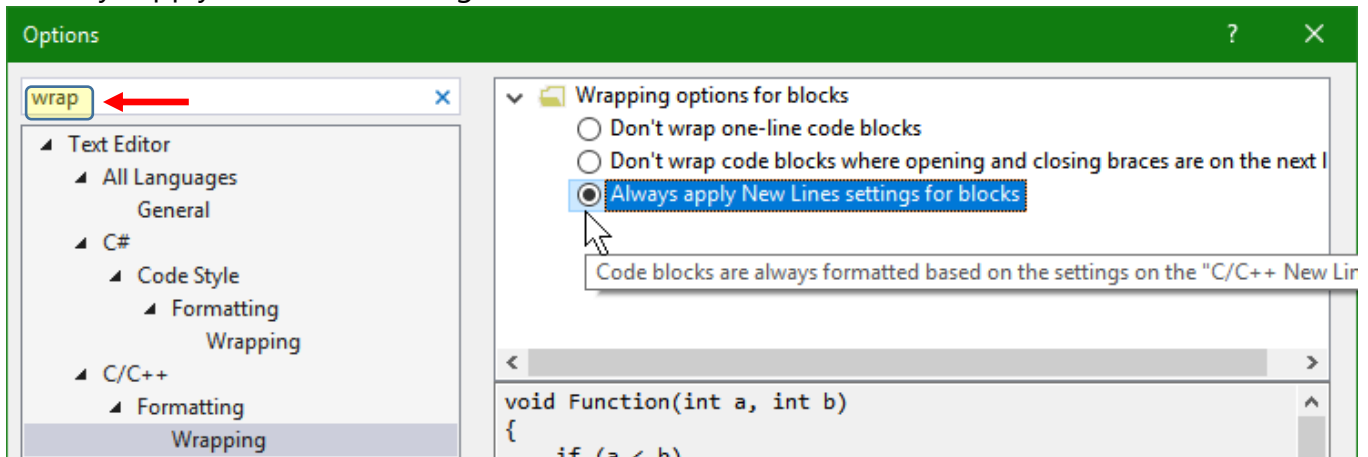 Options
wrap
Text Editor
All Languages
General
C#
Code Style
Formatting
Wrapping
C/C++
Formatting
Wrapping
Wrapping options for blocks
Don't wrap one-line code blocks
Don't wrap code blocks where opening and closing braces are on the next l
Always apply New Lines settings for blocks
Code blocks are always formatted based on the settings on the "C/C++ New Lin
void Function(int a, int b)
{
if (a < b)